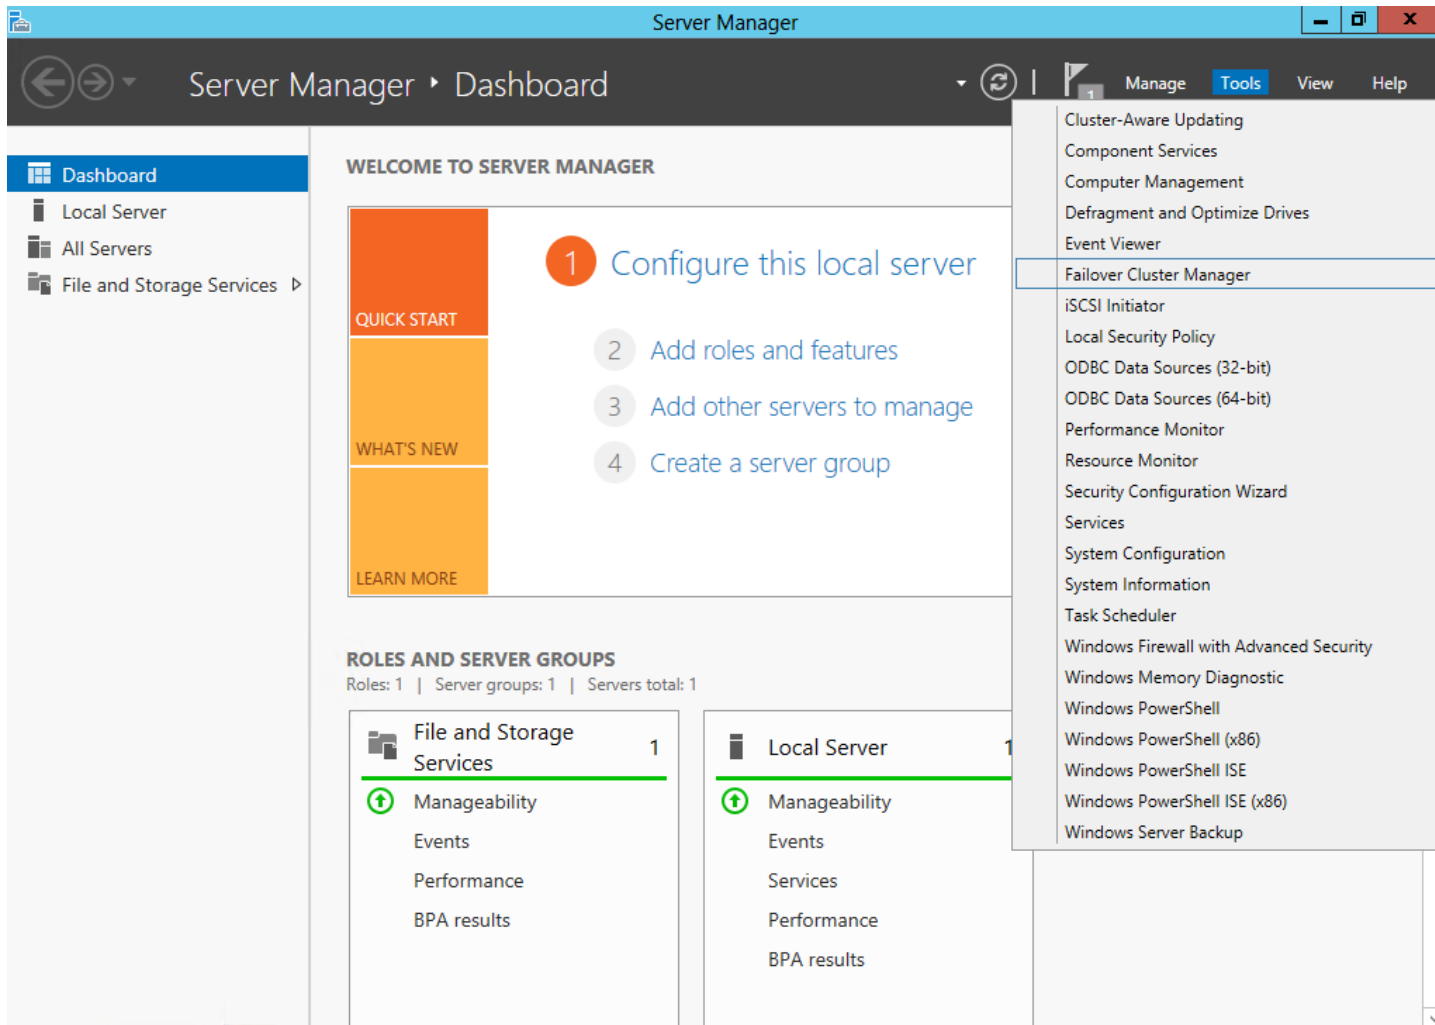 Server Manager
Server Manager ‣ Dashboard
1
Manage
Tools
View
Help
Dashboard
Local Server
All Servers
File and Storage Services
WELCOME TO SERVER MANAGER
QUICK START
WHAT'S NEW
LEARN MORE
1 Configure this local server
2 Add roles and features
3 Add other servers to manage
4 Create a server group
ROLES AND SERVER GROUPS
Roles: 1 | Server groups: 1 | Servers total: 1
File and Storage
Services
1
Manageability
Events
Performance
BPA results
Local Server
1
Manageability
Events
Services
Performance
BPA results
Cluster-Aware Updating
Component Services
Computer Management
Defragment and Optimize Drives
Event Viewer
Failover Cluster Manager
iSCSI Initiator
Local Security Policy
ODBC Data Sources (32-bit)
ODBC Data Sources (64-bit)
Performance Monitor
Resource Monitor
Security Configuration Wizard
Services
System Configuration
System Information
Task Scheduler
Windows Firewall with Advanced Security
Windows Memory Diagnostic
Windows PowerShell
Windows PowerShell (x86)
Windows PowerShell ISE
Windows PowerShell ISE (x86)
Windows Server Backup